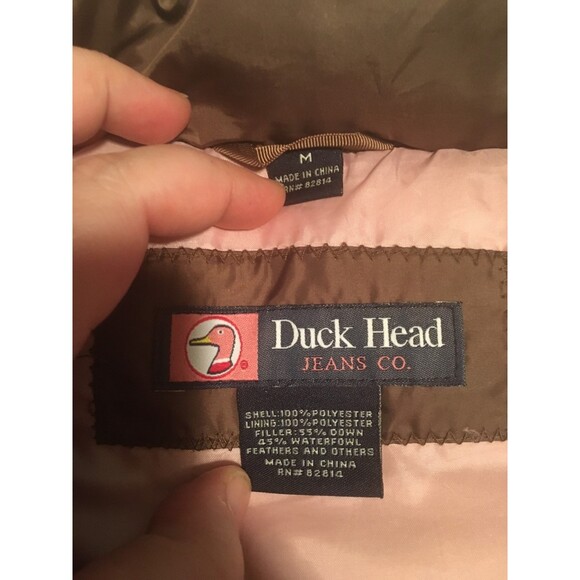 M
MADE IN CHINA
RN# 82814
Duck Head
JEANS CO.
®
SHELL:100%POLYESTER
LINING:100%POLYESTER
FILLER:55% DOWN
45% WATERFOWL
FEATHERS AND OTHERS
MADE IN CHINA
RN# 82814